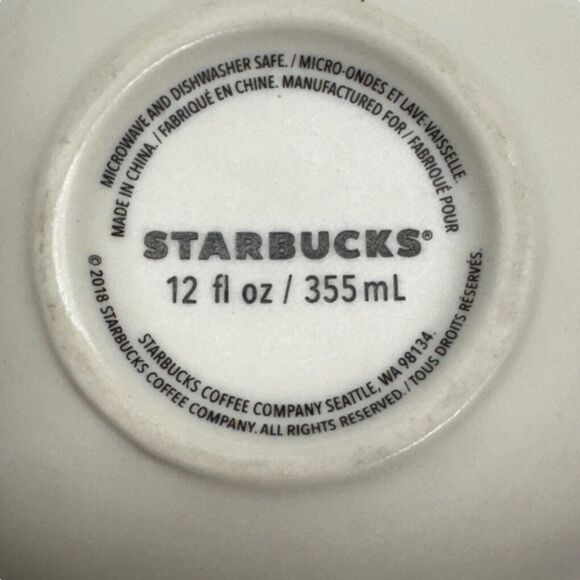 MICROWAVE AND DISHWASHER SAFE. / MICRO-ONDES ET LAVE-VAISSELLE.
MADE IN CHINA. / FABRIQUÉ EN CHINE. MANUFACTURED FOR / FABRIQUÉ POUR
STARBUCKS®
12 fl oz / 355 mL
STARBUCKS COFFEE COMPANY SEATTLE, WA 98134.
© 2018 STARBUCKS COFFEE COMPANY. ALL RIGHTS RESERVED. / TOUS DROITS RÉSERVÉS.